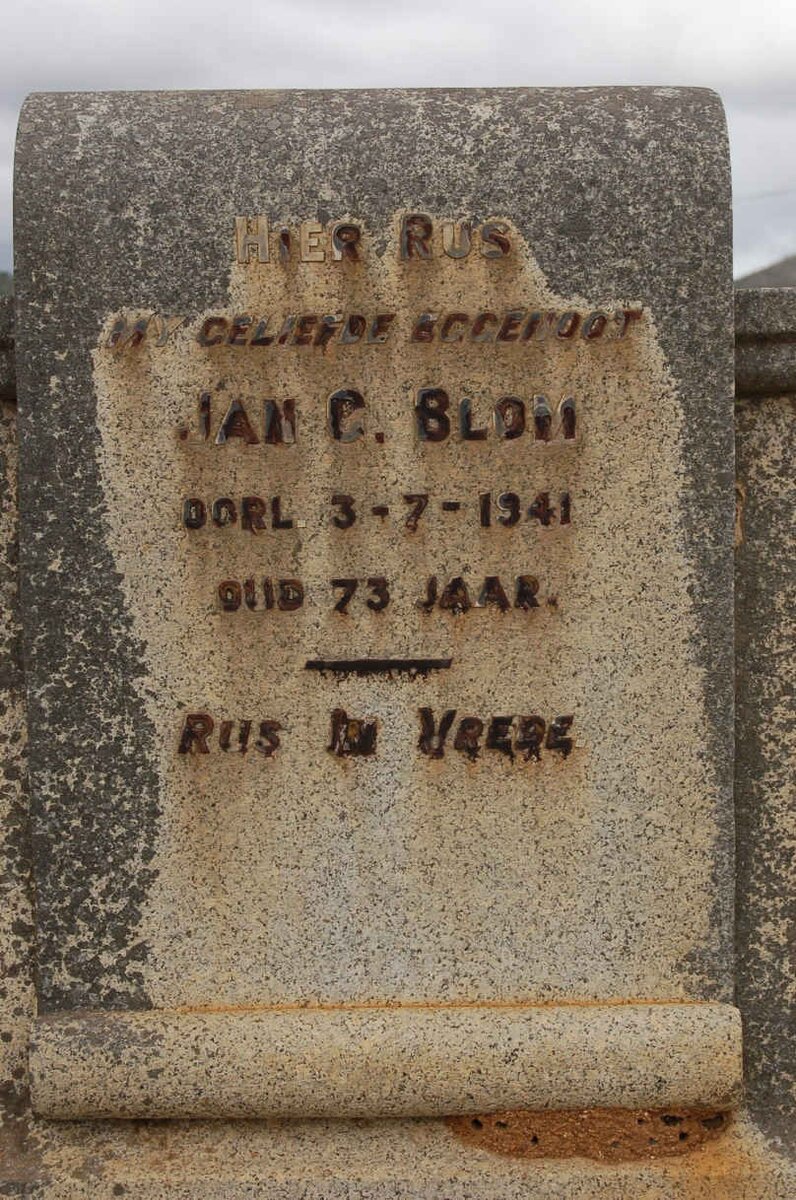 HIER RUS
MY GELIEFDE EGGENOOT
JAN C. BLOM
OORL. 3-7-1941
OUD 73 JAAR.
RUS IN VREDE.